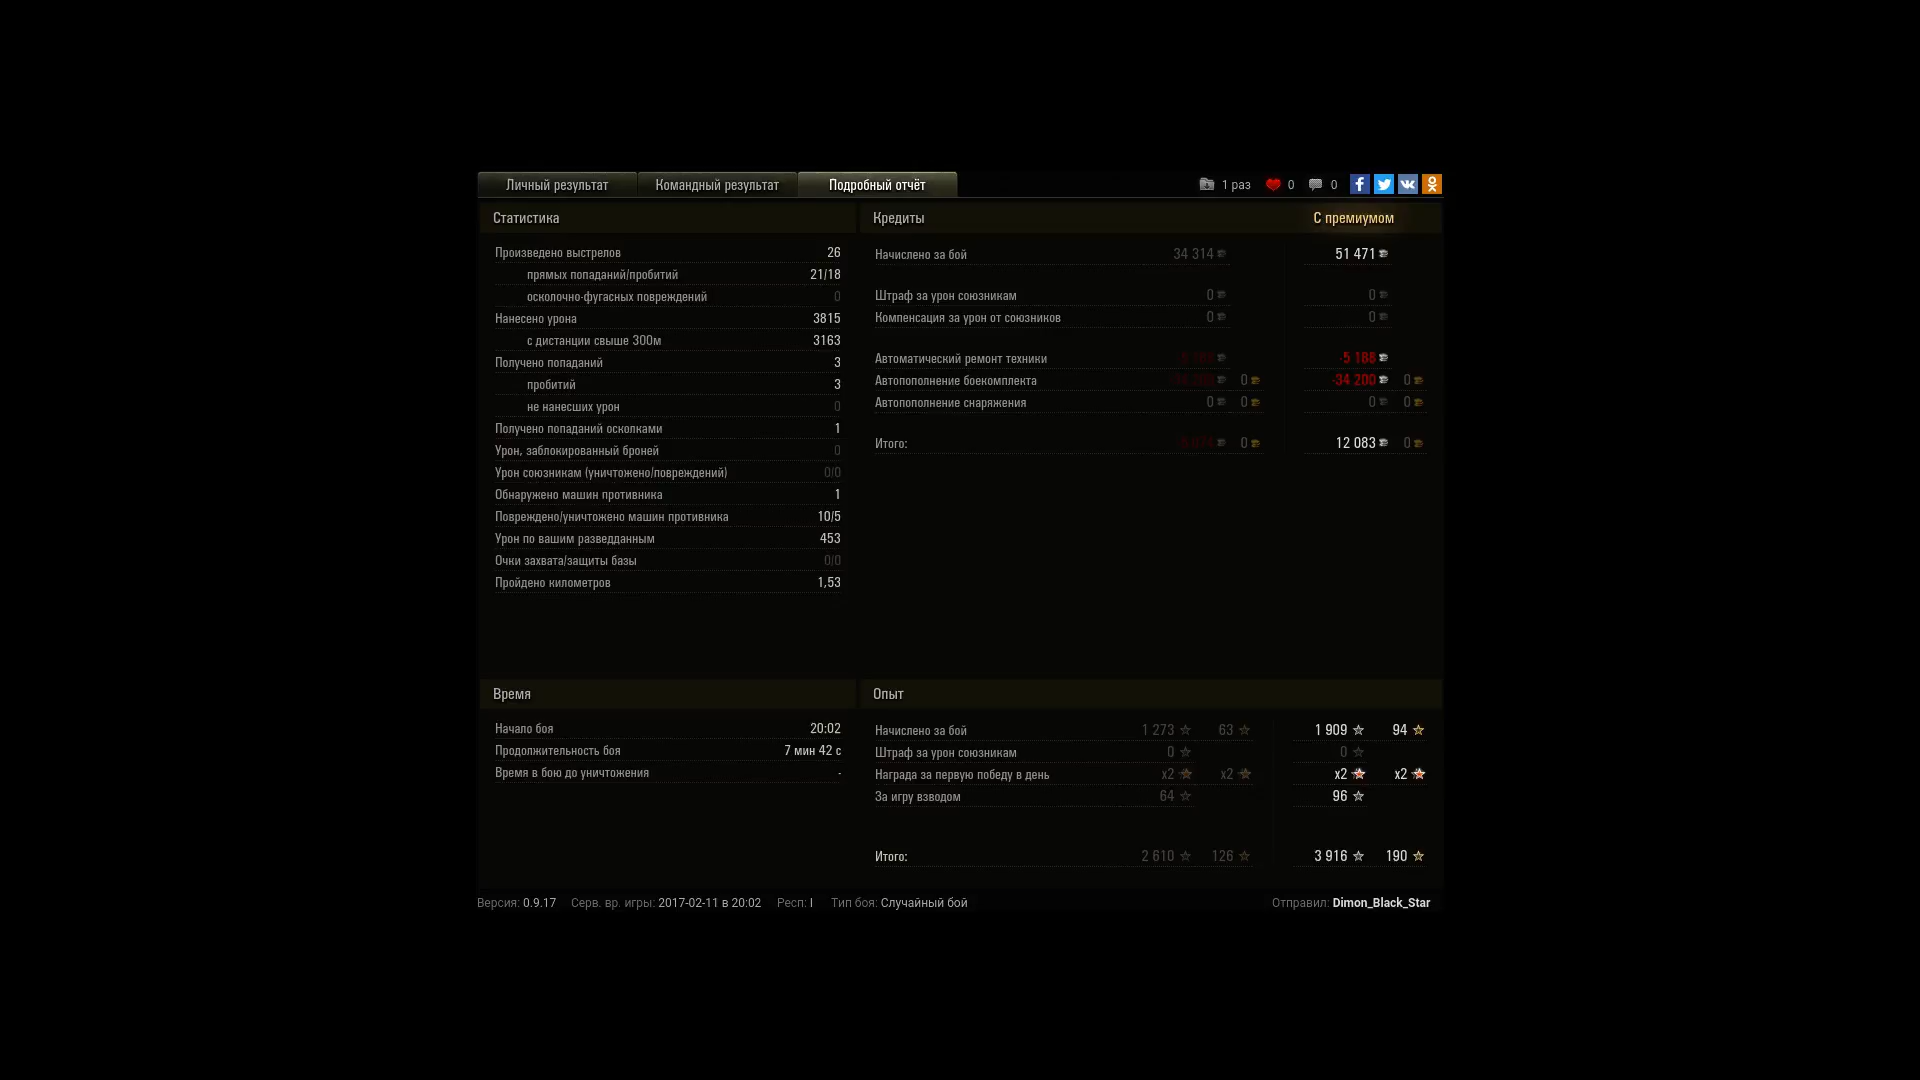 Личный результат Командный результат Подробный отчёт 1 раз 0 0
Статистика
Произведено выстрелов 26
прямых попаданий/пробитий 21/18
осколочно-фугасных повреждений 0
Нанесено урона 3815
с дистанции свыше 300м 3163
Получено попаданий 3
пробитий 3
не нанесших урон 0
Получено попаданий осколками 1
Урон, заблокированный броней 0
Урон союзникам (уничтожено/повреждений) 0/0
Обнаружено машин противника 1
Повреждено/уничтожено машин противника 10/5
Урон по вашим разведданным 453
Очки захвата/защиты базы 0/0
Пройдено километров 1,53
Кредиты С премиумом
Начислено за бой 34 314 51 471
Штраф за урон союзникам 0 0
Компенсация за урон от союзников 0 0
Автоматический ремонт техники -5 188
Автопополнение боекомплекта 0 -34 200 0
Автопополнение снаряжения 0 0 0 0
Итого: 0 12 083 0
Время
Начало боя 20:02
Продолжительность боя 7 мин 42 с
Время в бою до уничтожения -
Опыт
Начислено за бой 1 273 63 1 909 94
Штраф за урон союзникам 0 0
Награда за первую победу в день x2 x2 x2 x2
За игру взводом 64 96
Итого: 2 610 126 3 916 190
Версия: 0.9.17 Серв. вр. игры: 2017-02-11 в 20:02 Респ: I Тип боя: Случайный бой Отправил: Dimon_Black_Star